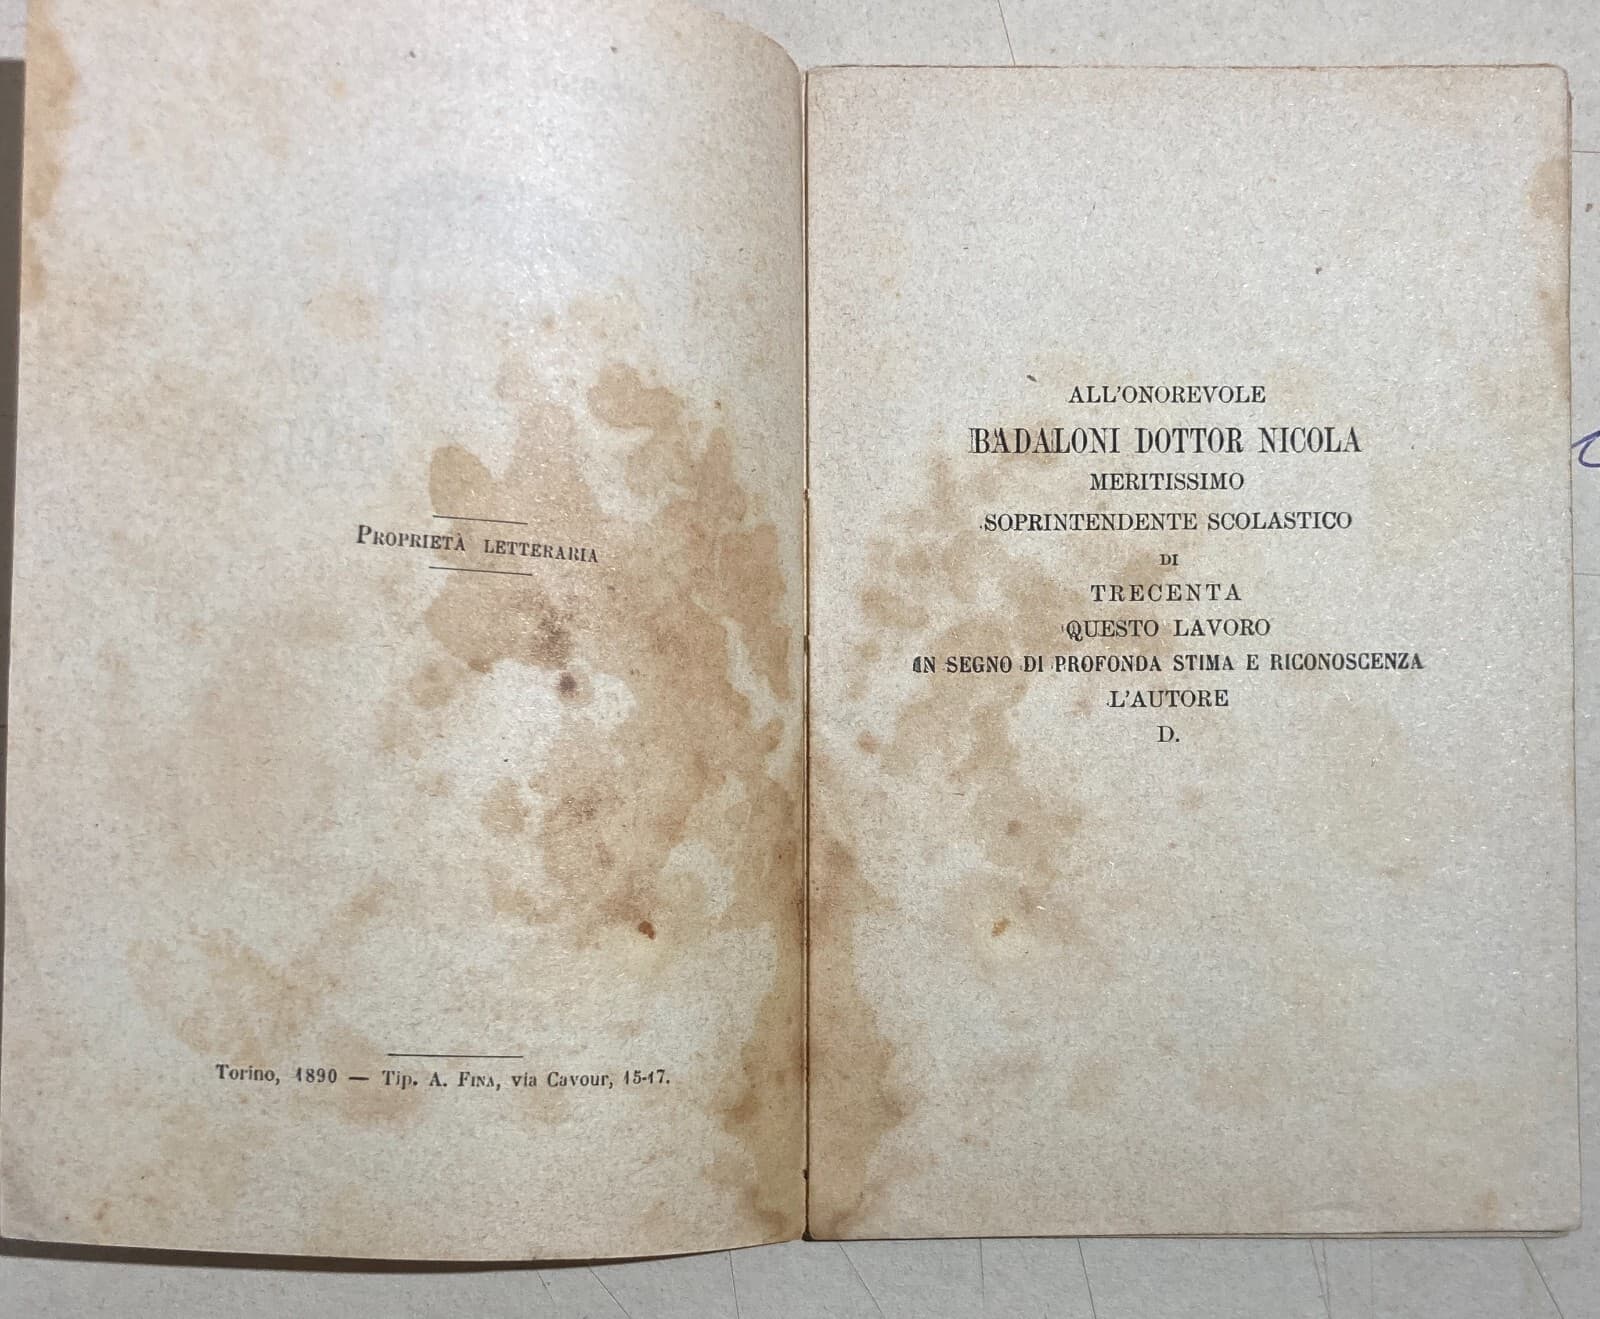 PROPRIETÀ LETTERARIA
Torino, 1890 — Tip. A. FINA, via Cavour, 15-17.
ALL'ONOREVOLE
BADALONI DOTTOR NICOLA
MERITISSIMO
SOPRINTENDENTE SCOLASTICO
DI
TRECENTA
QUESTO LAVORO
IN SEGNO DI PROFONDA STIMA E RICONOSCENZA
L'AUTORE
D.